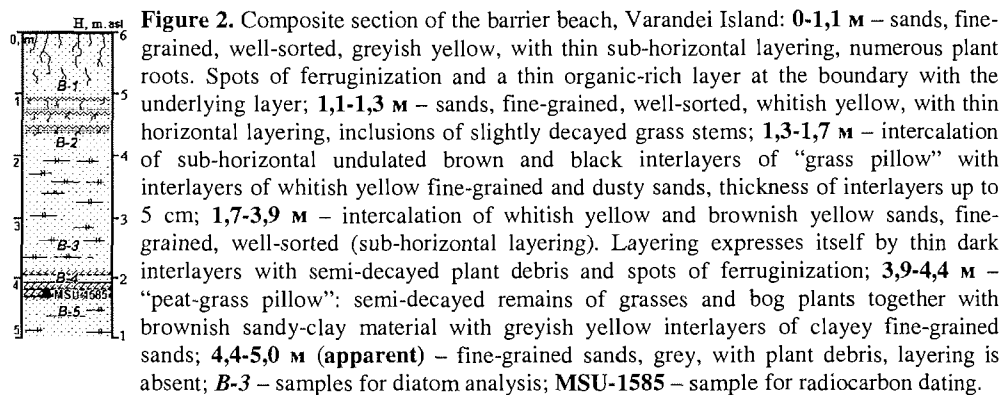 H, m. asl
0, m
6
B-1
1
5
B-2
2
4
3
3
B-3
2
B-4
4
MSU-1585
B-5
5
1
Figure 2. Composite section of the barrier beach, Varandei Island: 0-1,1 м – sands, fine-
grained, well-sorted, greyish yellow, with thin sub-horizontal layering, numerous plant
roots. Spots of ferruginization and a thin organic-rich layer at the boundary with the
underlying layer; 1,1-1,3 м – sands, fine-grained, well-sorted, whitish yellow, with thin
horizontal layering, inclusions of slightly decayed grass stems; 1,3-1,7 м – intercalation
of sub-horizontal undulated brown and black interlayers of “grass pillow” with
interlayers of whitish yellow fine-grained and dusty sands, thickness of interlayers up to
5 cm; 1,7-3,9 м – intercalation of whitish yellow and brownish yellow sands, fine-
grained, well-sorted (sub-horizontal layering). Layering expresses itself by thin dark
interlayers with semi-decayed plant debris and spots of ferruginization; 3,9-4,4 м –
“peat-grass pillow”: semi-decayed remains of grasses and bog plants together with
brownish sandy-clay material with greyish yellow interlayers of clayey fine-grained
sands; 4,4-5,0 м (apparent) – fine-grained sands, grey, with plant debris, layering is
absent; B-3 – samples for diatom analysis; MSU-1585 – sample for radiocarbon dating.